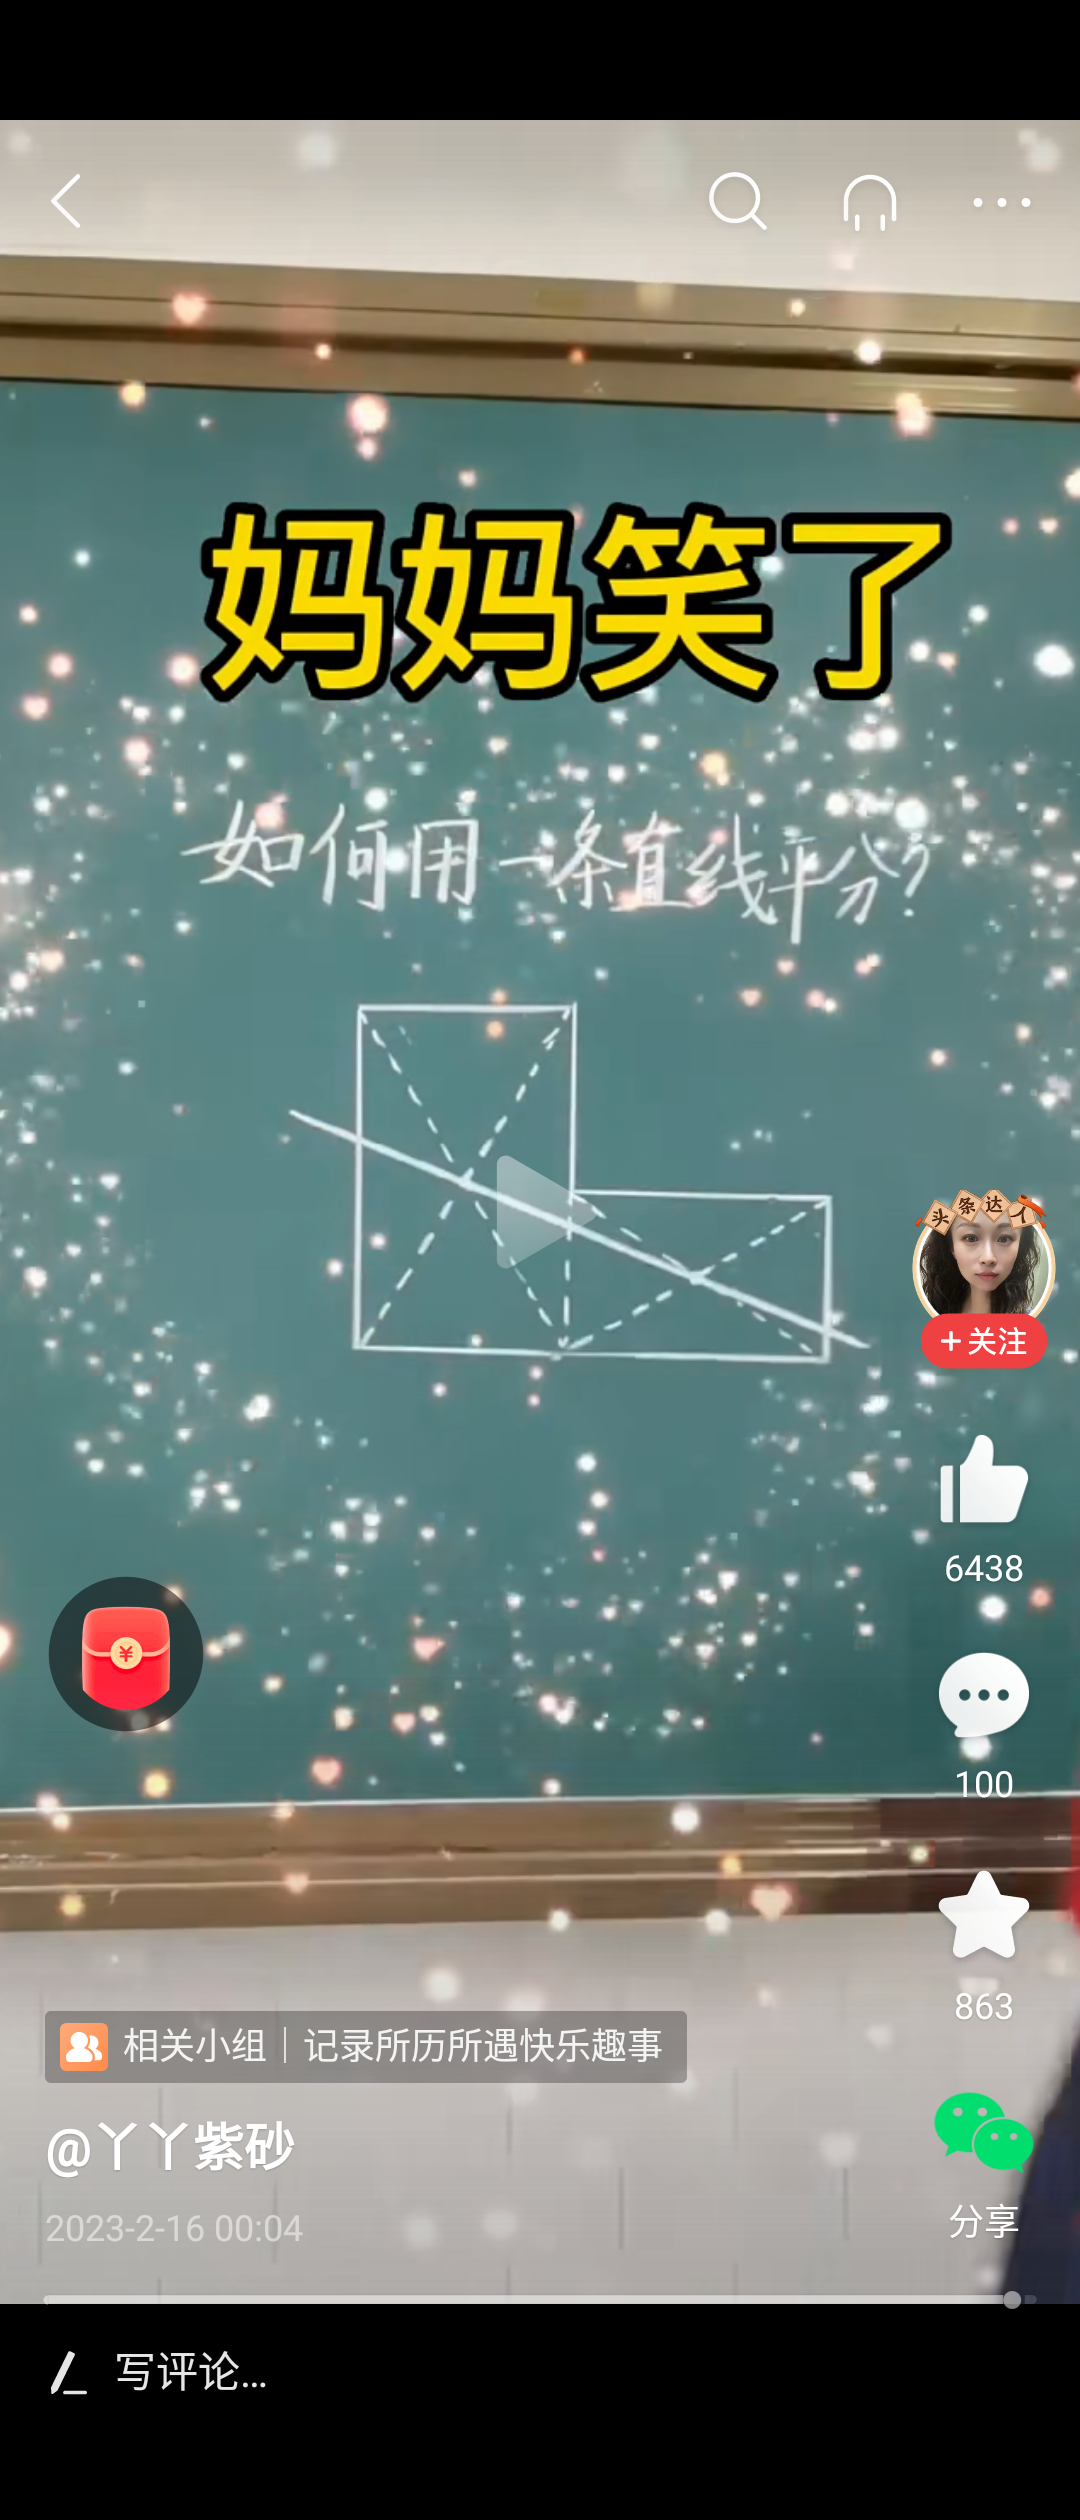 妈妈笑了
如何用一条直线平分?
头条达人
+关注
6438
100
863
相关小组|记录所历所遇快乐趣事
@丫丫紫砂
2023-2-16 00:04
分享
写评论...